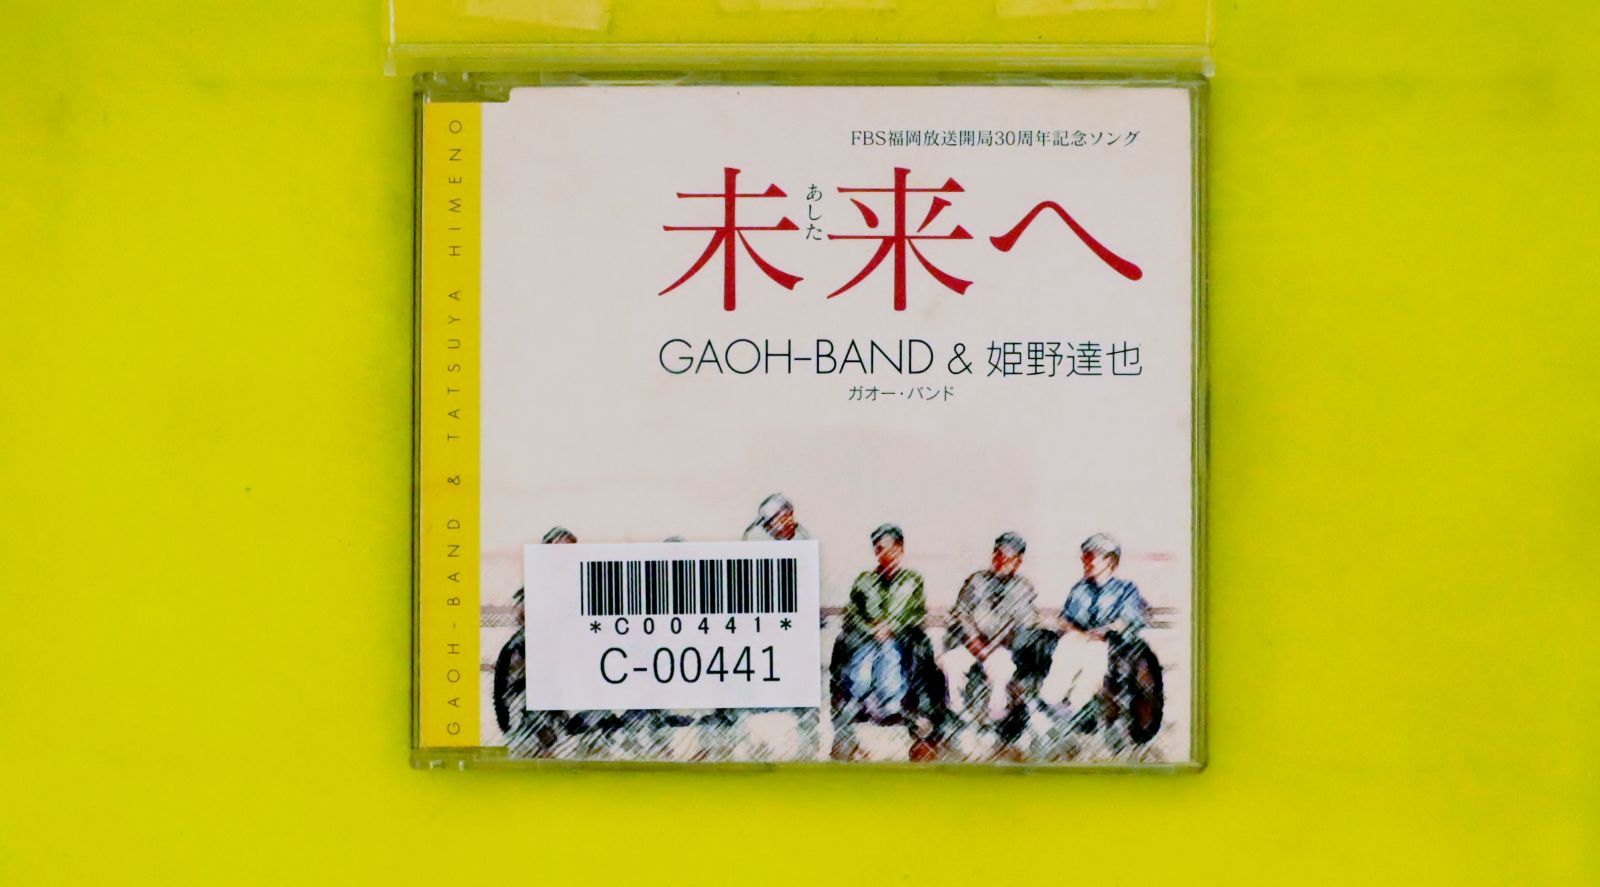 FBS福岡放送開局30周年記念ソング
未来へ
あした
GAOH-BAND & 姫野達也
ガオー・バンド
GAOH-BAND & TATSUYA HIMENO
*C00441*
C-00441